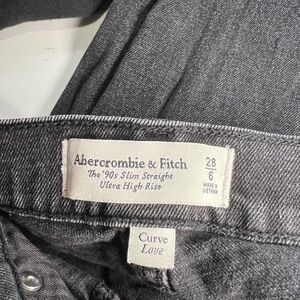 Abercrombie & Fitch
The '90s Slim Straight
Ultra High Rise
28
6
MADE IN
VIETNAM
Curve
Love